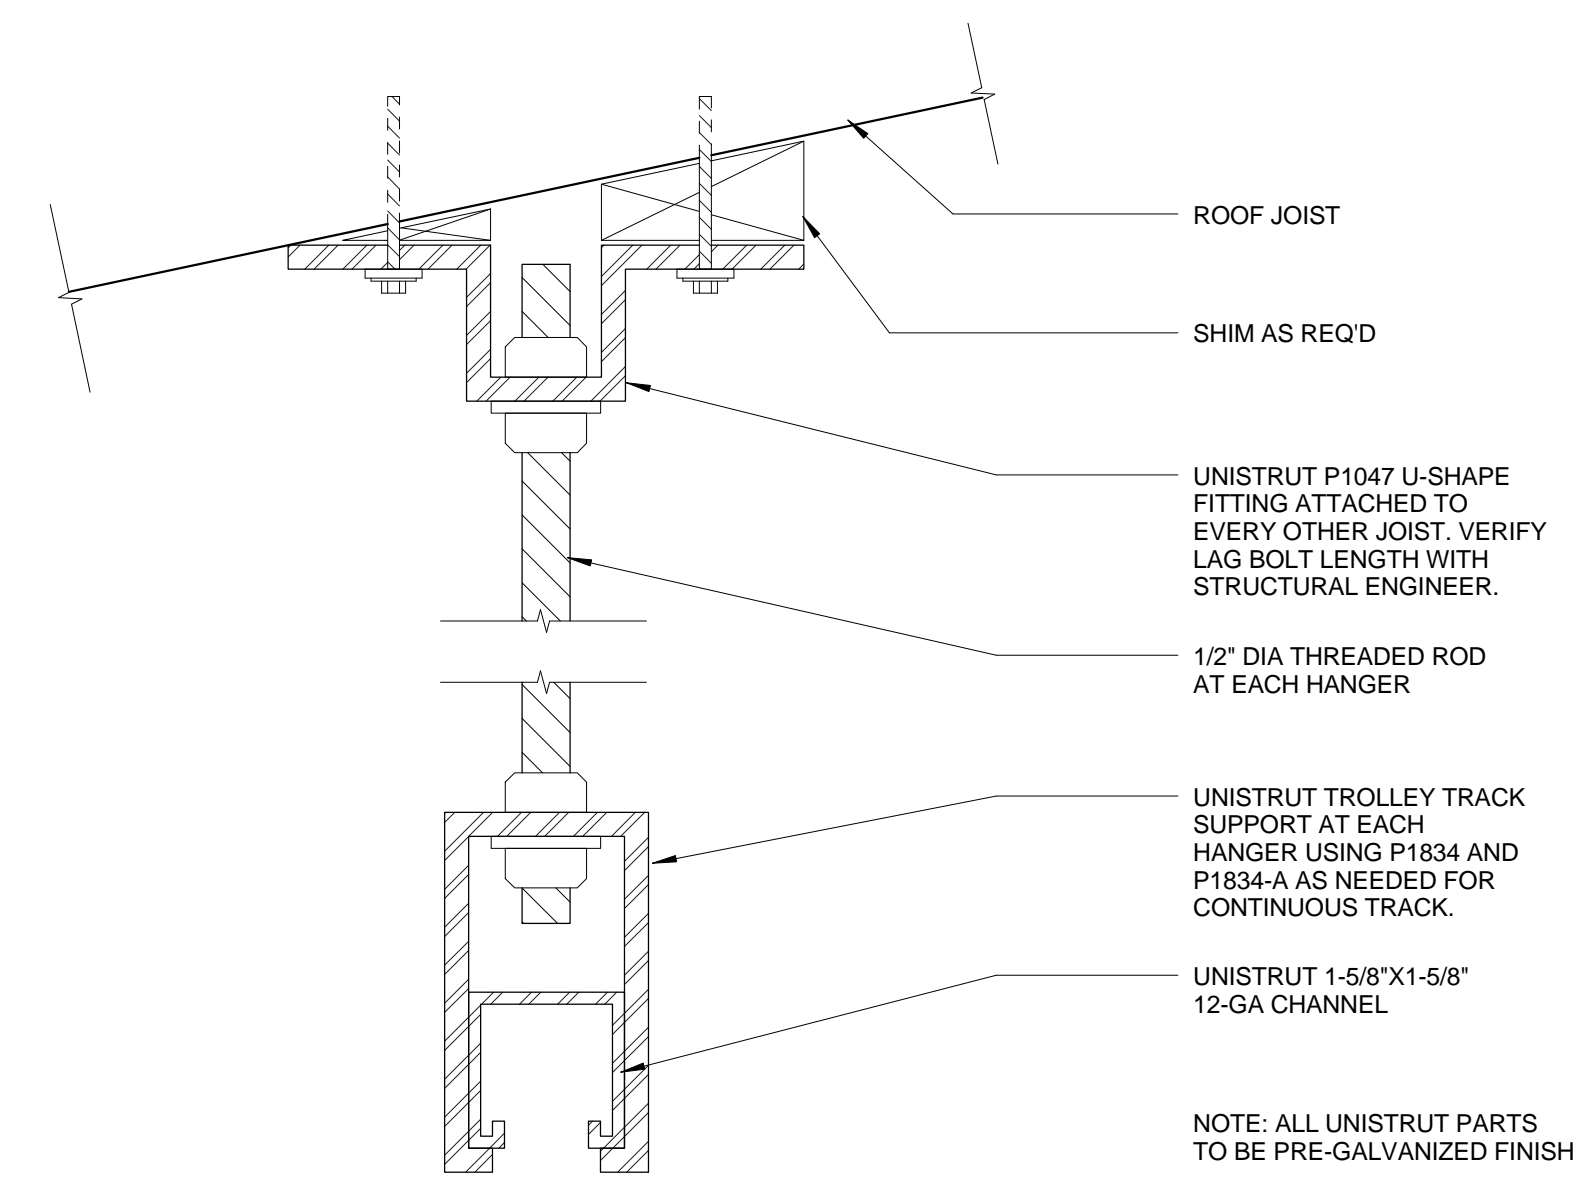 ROOF JOIST
SHIM AS REQ'D
UNISTRUT P1047 U-SHAPE
FITTING ATTACHED TO
EVERY OTHER JOIST. VERIFY
LAG BOLT LENGTH WITH
STRUCTURAL ENGINEER.
1/2" DIA THREADED ROD
AT EACH HANGER
UNISTRUT TROLLEY TRACK
SUPPORT AT EACH
HANGER USING P1834 AND
P1834-A AS NEEDED FOR
CONTINUOUS TRACK.
UNISTRUT 1-5/8"X1-5/8"
12-GA CHANNEL
NOTE: ALL UNISTRUT PARTS
TO BE PRE-GALVANIZED FINISH